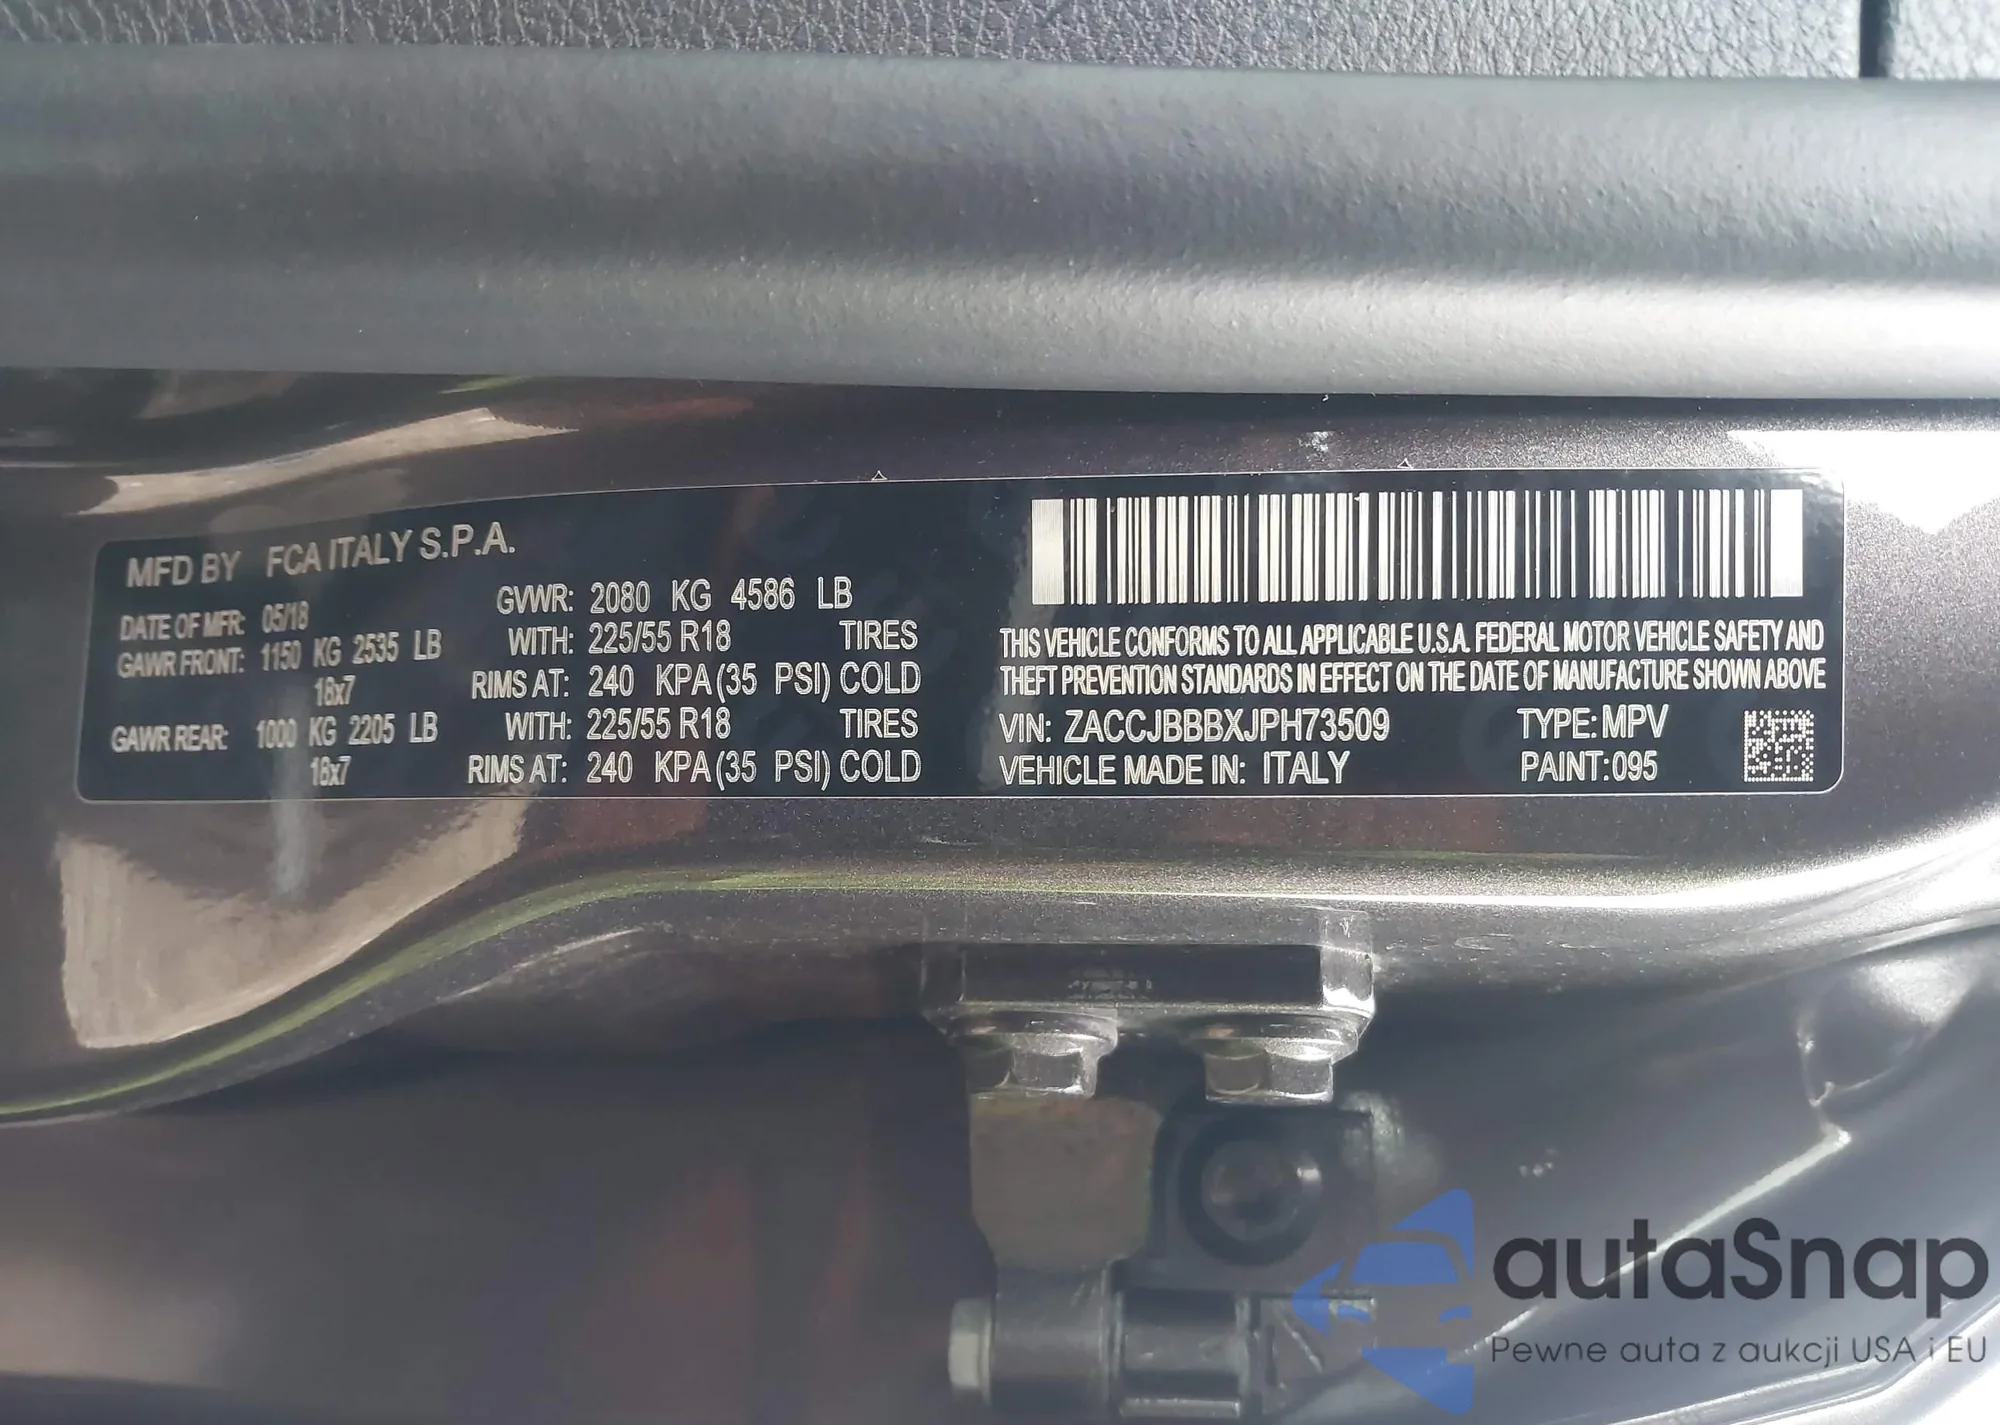 MFD BY FCA ITALY S.P.A.
DATE OF MFR: 05/18
GAWR FRONT: 1150 KG 2535 LB
18x7
GAWR REAR: 1000 KG 2205 LB
18x7
GVWR: 2080 KG 4586 LB
WITH: 225/55 R18 TIRES
RIMS AT: 240 KPA (35 PSI) COLD
WITH: 225/55 R18 TIRES
RIMS AT: 240 KPA (35 PSI) COLD
THIS VEHICLE CONFORMS TO ALL APPLICABLE U.S.A. FEDERAL MOTOR VEHICLE SAFETY AND
THEFT PREVENTION STANDARDS IN EFFECT ON THE DATE OF MANUFACTURE SHOWN ABOVE
VIN: ZACCJBBBXJPH73509 TYPE: MPV
VEHICLE MADE IN: ITALY PAINT: 095
autaSnap
Pewne auta z aukcji USA i EU